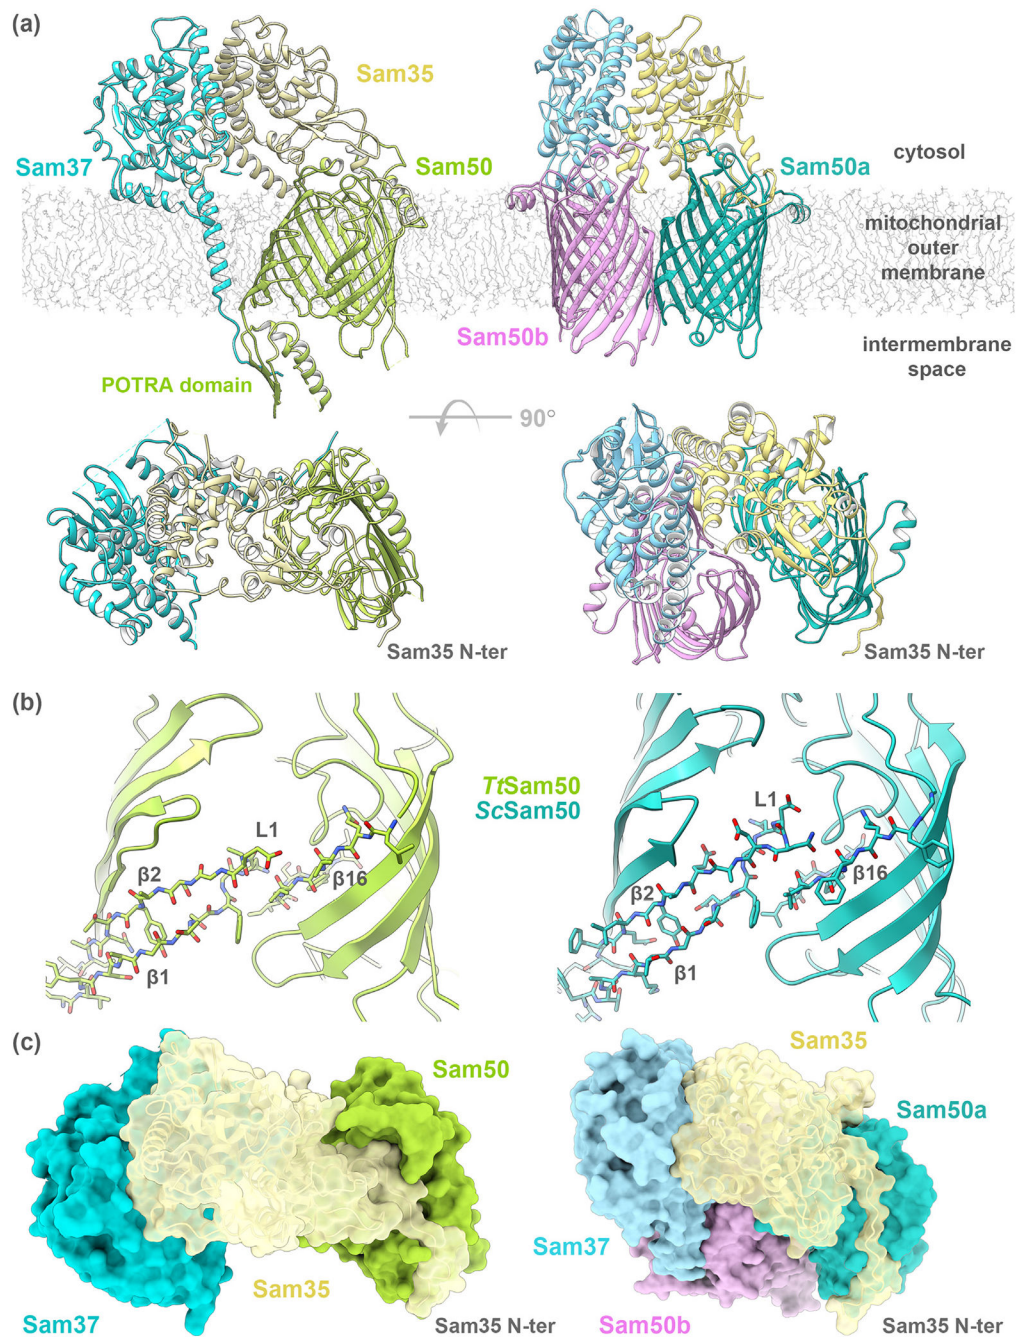 (a)
Sam35
Sam37
Sam50
Sam50a
cytosol
mitochondrial
outer
membrane
Sam50b
intermembrane
space
POTRA domain
90°
Sam35 N-ter
Sam35 N-ter
(b)
TtSam50
ScSam50
L1
β2
β16
β1
L1
β2
β16
β1
(c)
Sam50
Sam35
Sam37
Sam35 N-ter
Sam35
Sam50a
Sam37
Sam50b
Sam35 N-ter